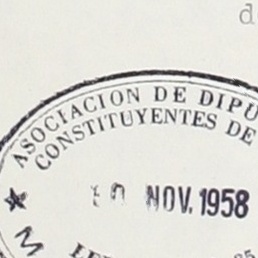 ASOCIACION DE DIPU
CONSTITUYENTES DE
NOV. 1958